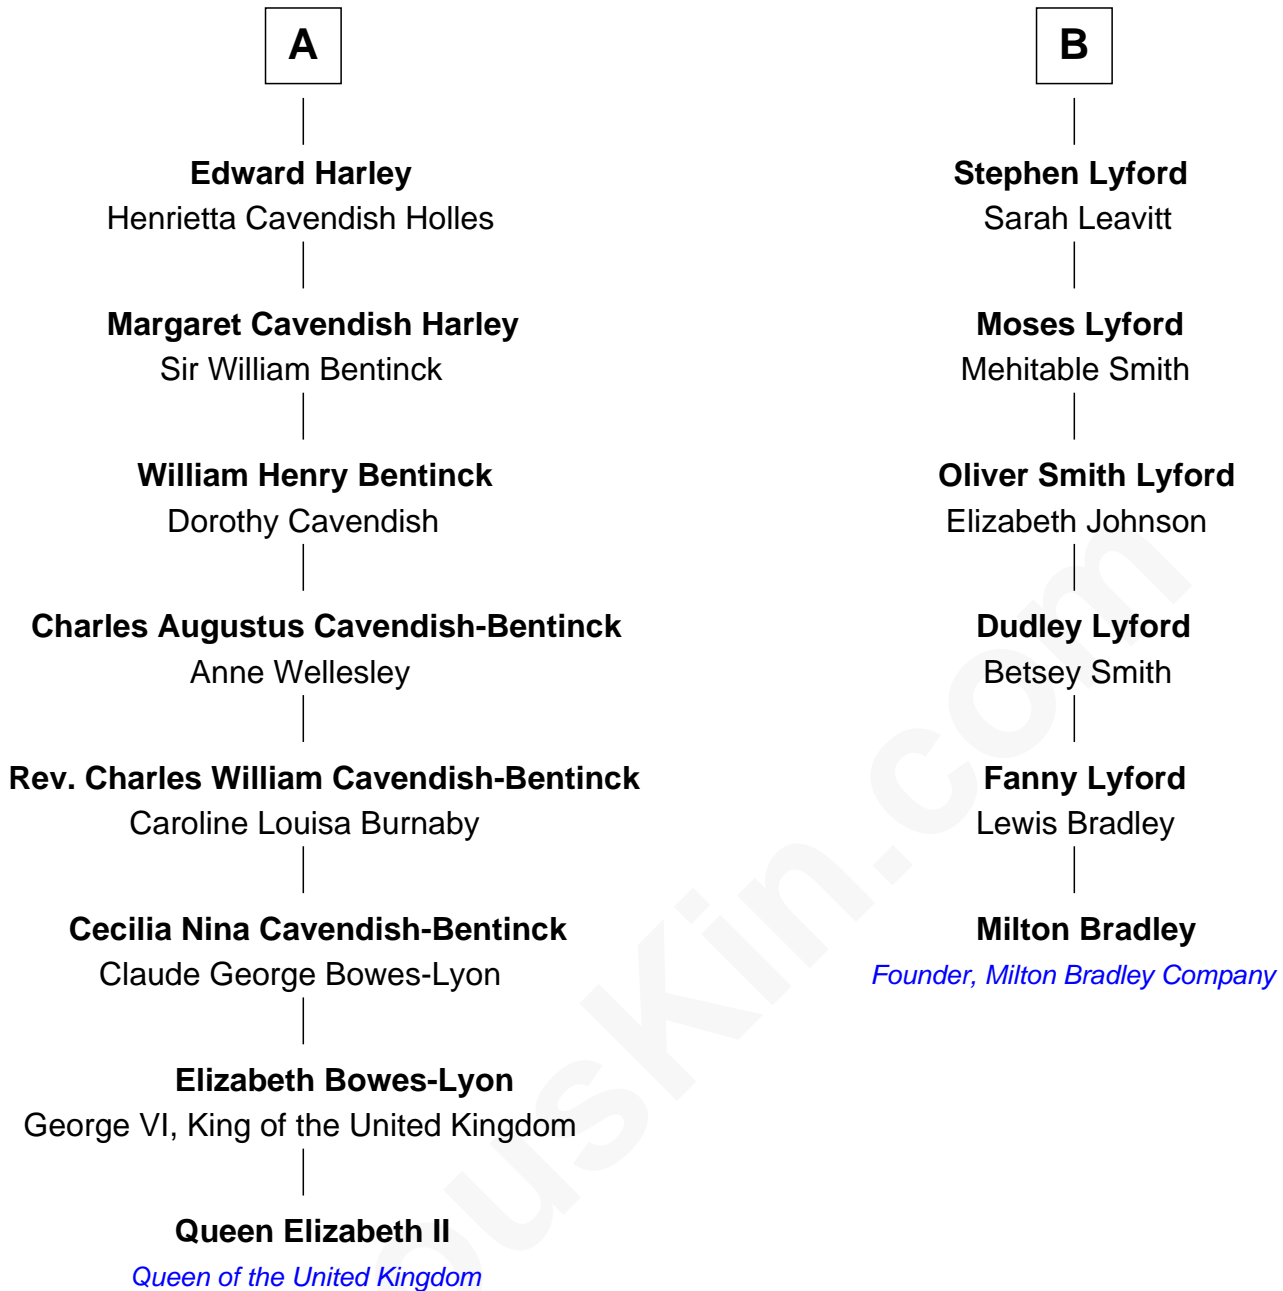 A
Edward Harley
Henrietta Cavendish Holles
Margaret Cavendish Harley
Sir William Bentinck
William Henry Bentinck
Dorothy Cavendish
Charles Augustus Cavendish-Bentinck
Anne Wellesley
Rev. Charles William Cavendish-Bentinck
Caroline Louisa Burnaby
Cecilia Nina Cavendish-Bentinck
Claude George Bowes-Lyon
Elizabeth Bowes-Lyon
George VI, King of the United Kingdom
Queen Elizabeth II
Queen of the United Kingdom
B
Stephen Lyford
Sarah Leavitt
Moses Lyford
Mehitable Smith
Oliver Smith Lyford
Elizabeth Johnson
Dudley Lyford
Betsey Smith
Fanny Lyford
Lewis Bradley
Milton Bradley
Founder, Milton Bradley Company